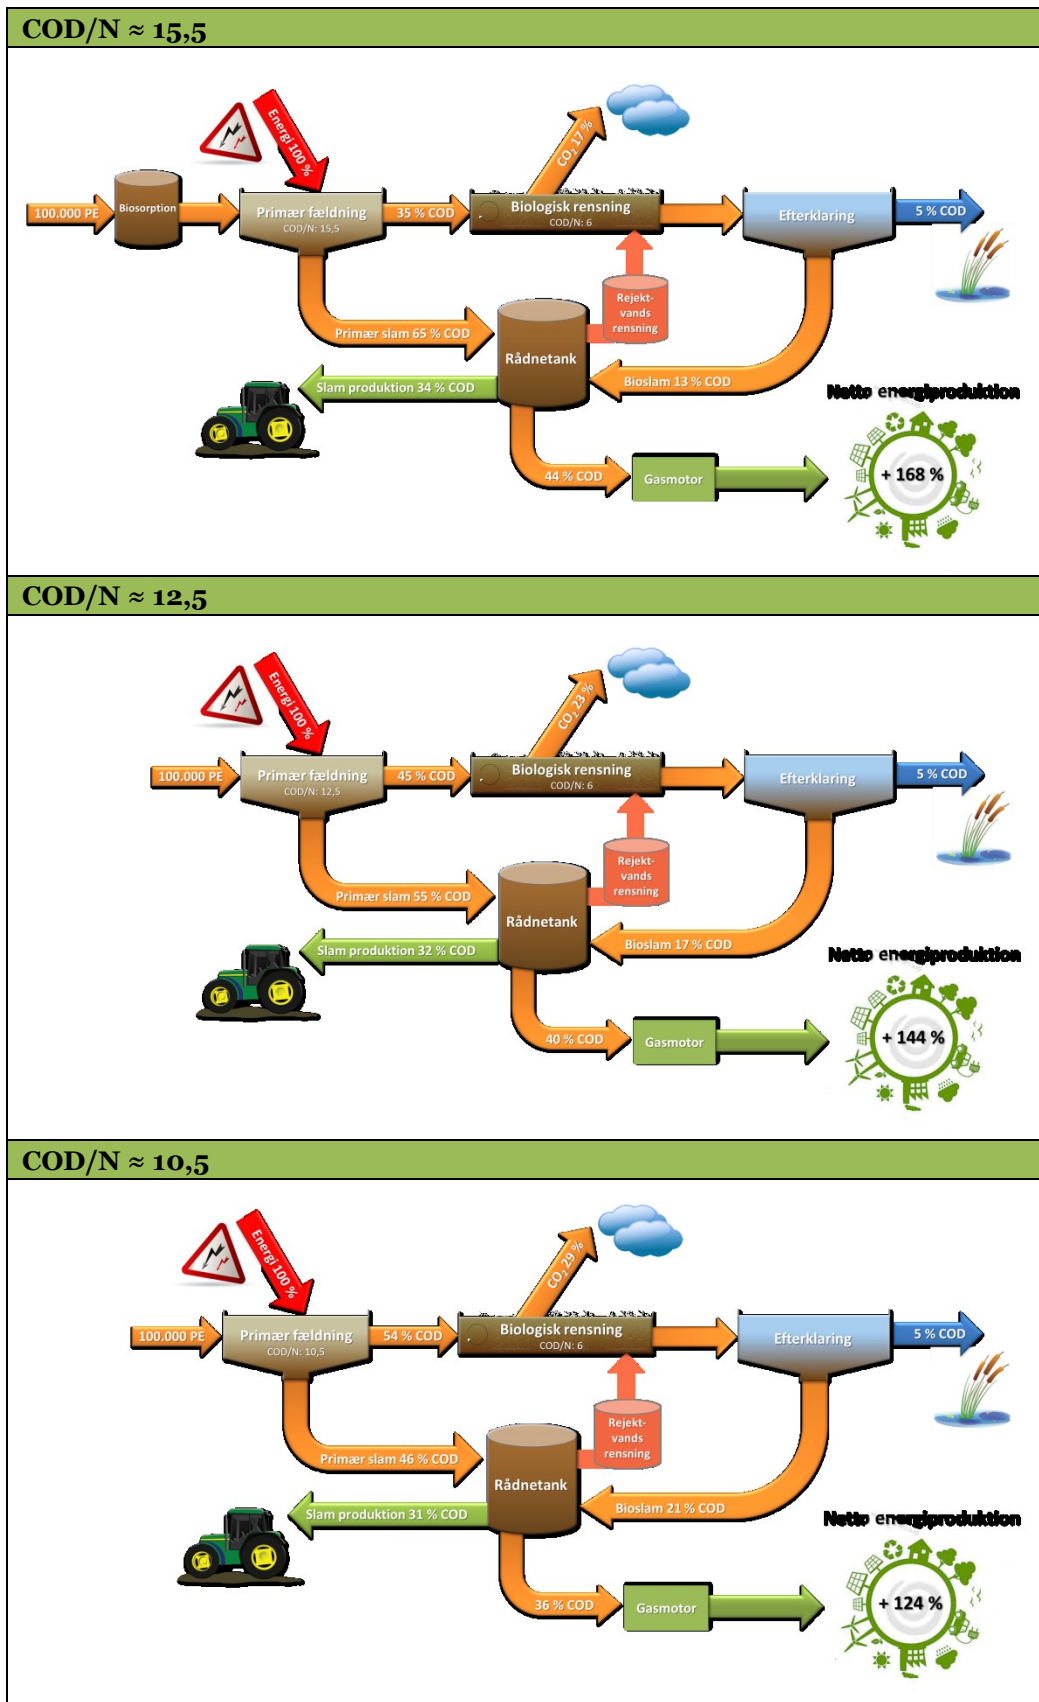 COD/N ≈ 15,5
Energi 100 %
CO₂ 17 %
100.000 PE
Biosorption
Primær fældning
COD/N: 15,5
35 % COD
Biologisk rensning
COD/N: 6
Efterklaring
5 % COD
Rejekt-
vands
rensning
Primær slam 65 % COD
Rådnetank
Slam produktion 34 % COD
Bioslam 13 % COD
Netto energiproduktion
44 % COD
Gasmotor
+ 168 %
COD/N ≈ 12,5
Energi 100 %
CO₂ 23 %
100.000 PE
Primær fældning
COD/N: 12,5
45 % COD
Biologisk rensning
COD/N: 6
Efterklaring
5 % COD
Rejekt-
vands
rensning
Primær slam 55 % COD
Rådnetank
Slam produktion 32 % COD
Bioslam 17 % COD
Netto energiproduktion
40 % COD
Gasmotor
+ 144 %
COD/N ≈ 10,5
Energi 100 %
CO₂ 29 %
100.000 PE
Primær fældning
COD/N: 10,5
54 % COD
Biologisk rensning
COD/N: 6
Efterklaring
5 % COD
Rejekt-
vands
rensning
Primær slam 46 % COD
Rådnetank
Slam produktion 31 % COD
Bioslam 21 % COD
Netto energiproduktion
36 % COD
Gasmotor
+ 124 %